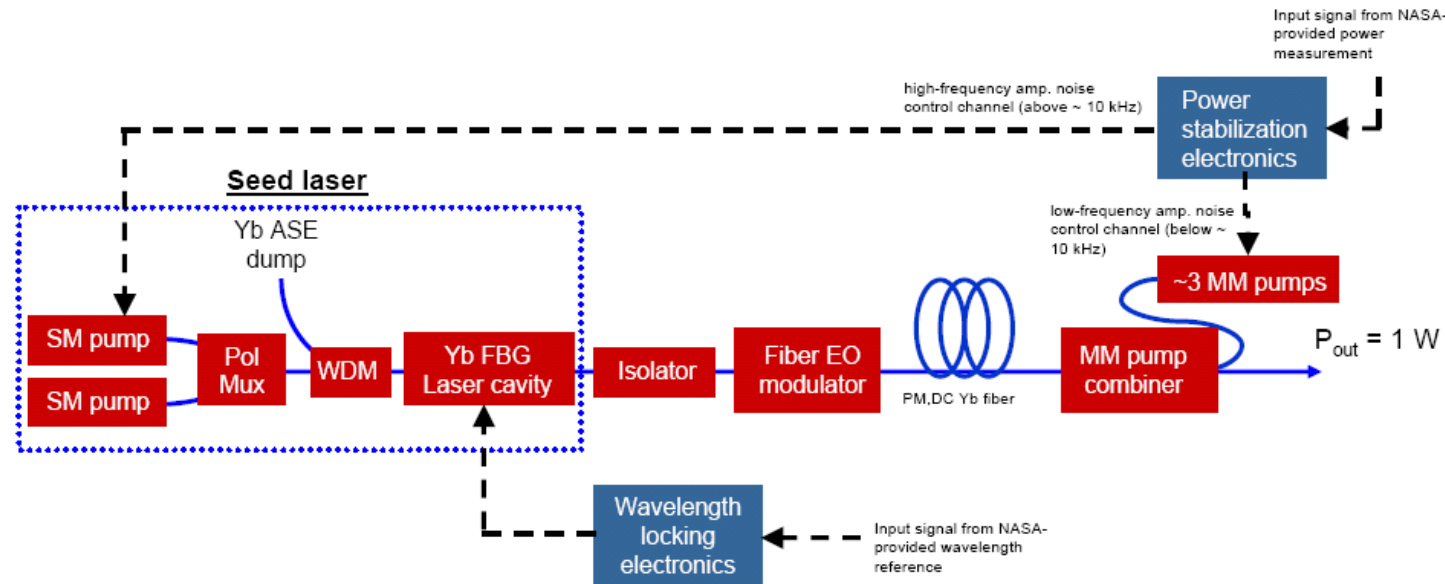 Input signal from NASA-
provided power
measurement
high-frequency amp. noise
control channel (above ~ 10 kHz)
Power
stabilization
electronics
Seed laser
low-frequency amp. noise
control channel (below ~
10 kHz)
Yb ASE
dump
~3 MM pumps
SM pump
SM pump
Pol
Mux
WDM
Yb FBG
Laser cavity
Isolator
Fiber EO
modulator
PM,DC Yb fiber
MM pump
combiner
Pout = 1 W
Wavelength
locking
electronics
Input signal from NASA-
provided wavelength
reference